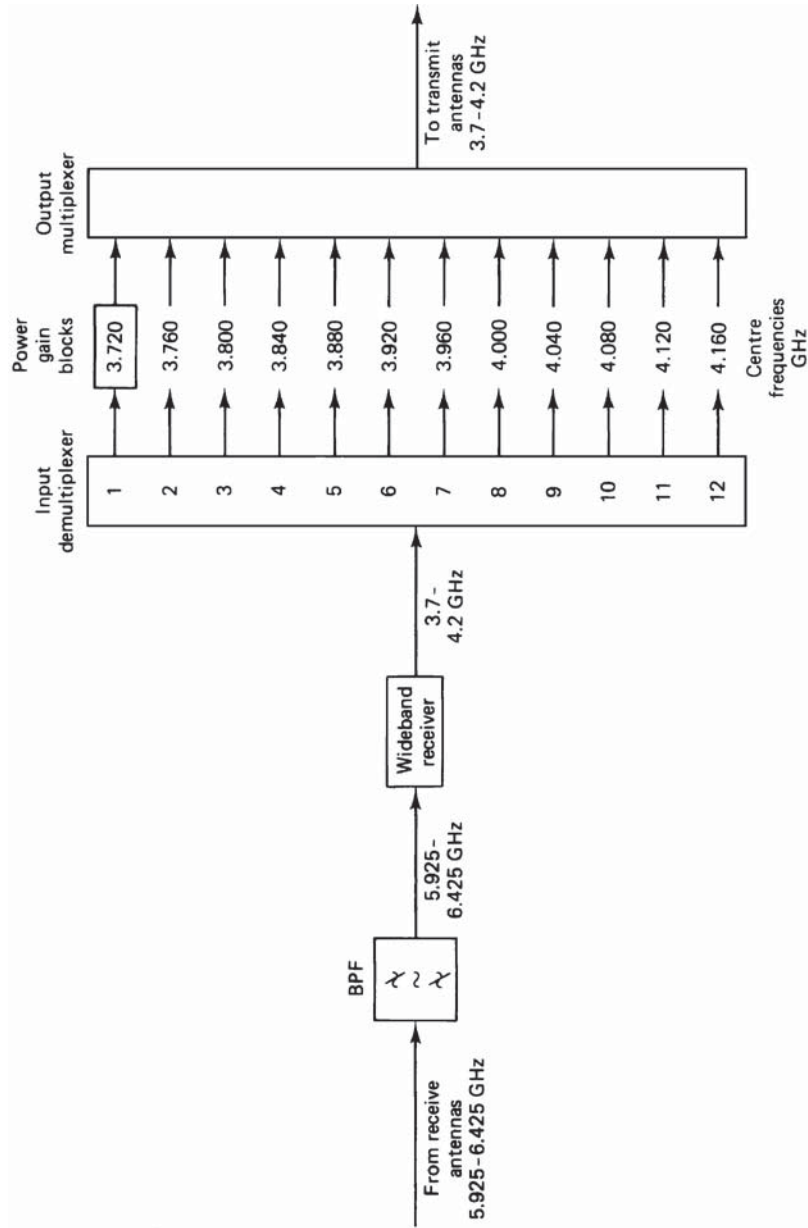 From receive
antennas
5.925–6.425 GHz
BPF
5.925–
6.425 GHz
Wideband
receiver
3.7–
4.2 GHz
Input
demultiplexer
1
2
3
4
5
6
7
8
9
10
11
12
Power
gain
blocks
3.720
3.760
3.800
3.840
3.880
3.920
3.960
4.000
4.040
4.080
4.120
4.160
Centre
frequencies
GHz
Output
multiplexer
To transmit
antennas
3.7–4.2 GHz